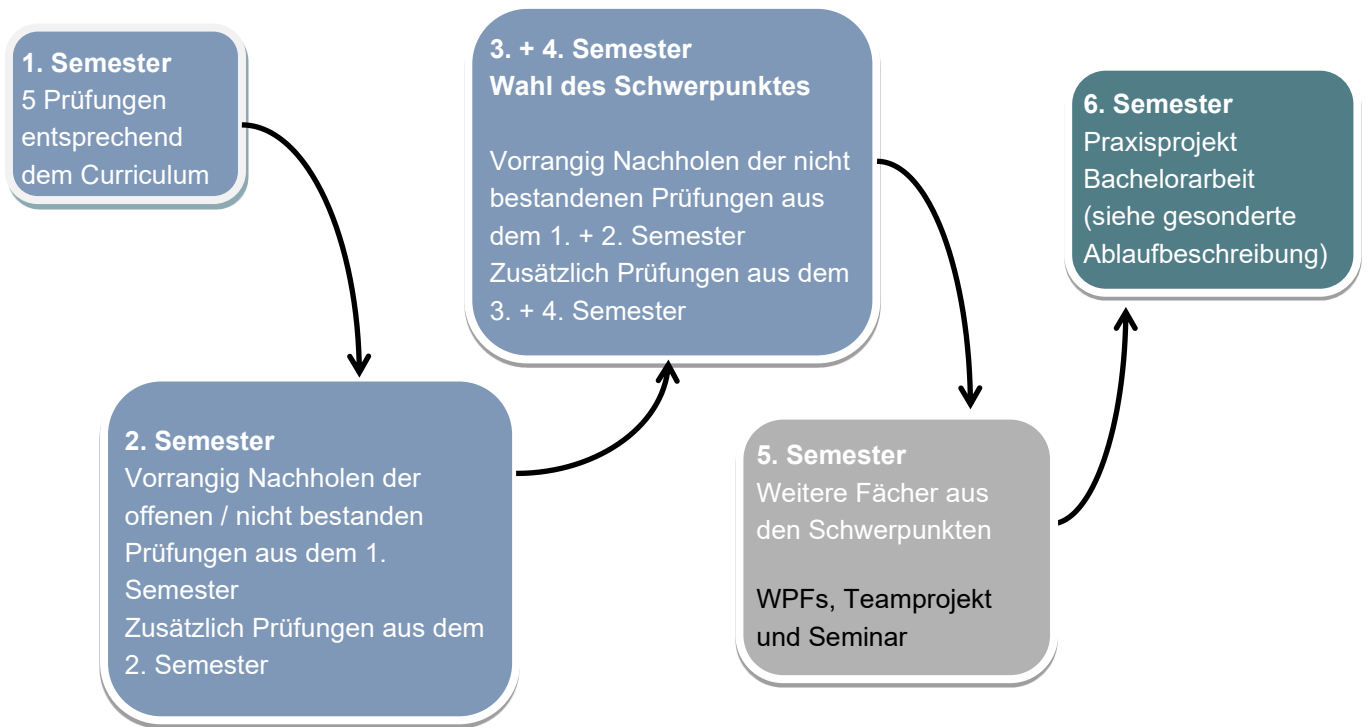 1. Semester
5 Prüfungen
entsprechend
dem Curriculum
2. Semester
Vorrangig Nachholen der
offenen / nicht bestanden
Prüfungen aus dem 1.
Semester
Zusätzlich Prüfungen aus dem
2. Semester
3. + 4. Semester
Wahl des Schwerpunktes
Vorrangig Nachholen der nicht
bestandenen Prüfungen aus
dem 1. + 2. Semester
Zusätzlich Prüfungen aus dem
3. + 4. Semester
5. Semester
Weitere Fächer aus
den Schwerpunkten
WPFs, Teamprojekt
und Seminar
6. Semester
Praxisprojekt
Bachelorarbeit
(siehe gesonderte
Ablaufbeschreibung)